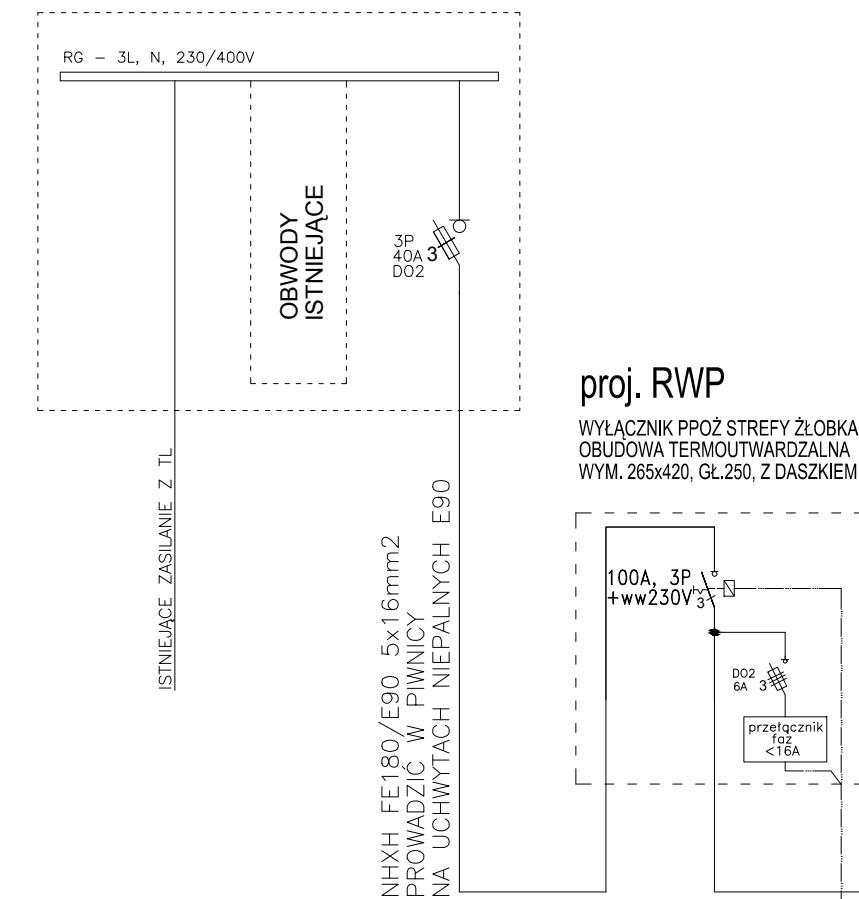 RG – 3L, N, 230/400V
OBWODY
ISTNIEJĄCE
3P
40A 3
DO2
ISTNIEJĄCE ZASILANIE Z TL
NHXH FE180/E90 5x16mm2
PROWADZIĆ W PIWNICY
NA UCHWYTACH NIEPALNYCH E90
proj. RWP
WYŁĄCZNIK PPOŻ STREFY ŻŁOBKA
OBUDOWA TERMOUTWARDZALNA
WYM. 265x420, GŁ.250, Z DASZKIEM
100A, 3P
+ww230V 3
DO2
6A 3
przełącznik
faz
<16A